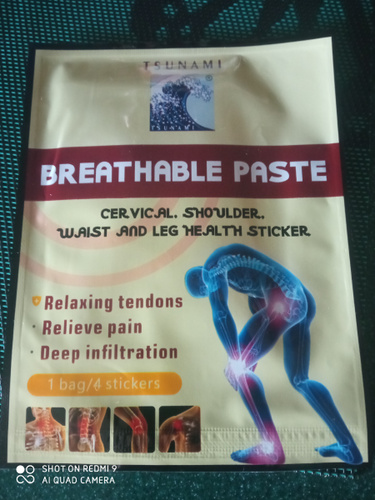 TSUNAMI
®
TSUNAMI
BREATHABLE PASTE
CERVICAL, SHOULDER,
WAIST AND LEG HEALTH STICKER
Relaxing tendons
· Relieve pain
· Deep infiltration
1 bag/4 stickers
SHOT ON REDMI 9
AI QUAD CAMERA